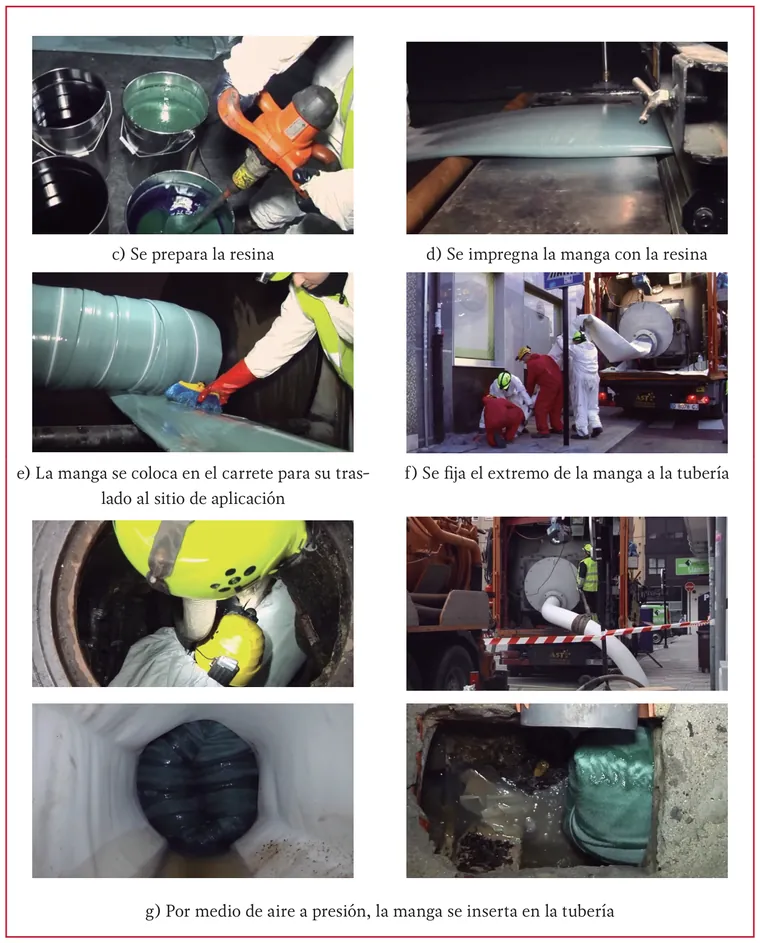 c) Se prepara la resina
d) Se impregna la manga con la resina
e) La manga se coloca en el carrete para su tras-
lado al sitio de aplicación
f) Se fija el extremo de la manga a la tubería
g) Por medio de aire a presión, la manga se inserta en la tubería